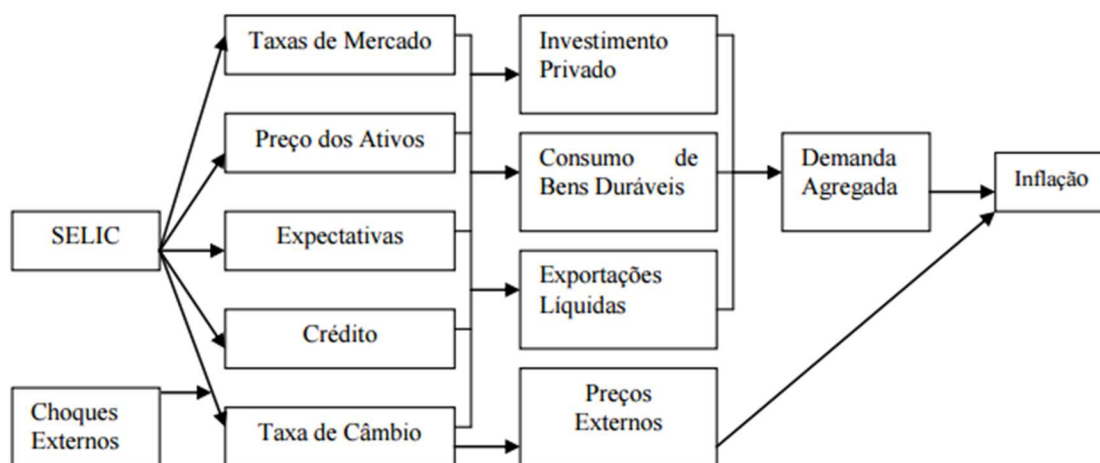 Taxas de Mercado
Investimento
Privado
Preço dos Ativos
Consumo de
Bens Duráveis
Demanda
Agregada
Inflação
SELIC
Expectativas
Exportações
Líquidas
Crédito
Choques
Externos
Taxa de Câmbio
Preços
Externos